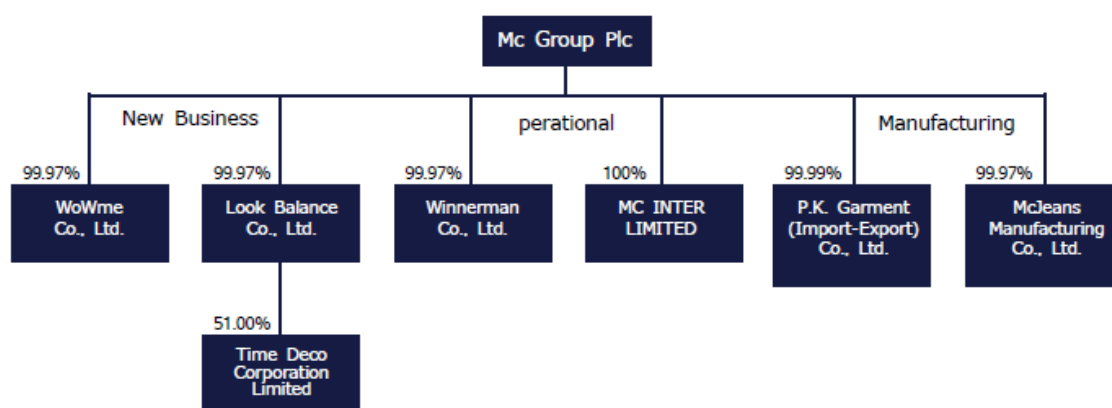 Mc Group Plc
New Business
perational
Manufacturing
99.97%
99.97%
99.97%
100%
99.99%
99.97%
WoWme
Co., Ltd.
Look Balance
Co., Ltd.
Winnerman
Co., Ltd.
MC INTER
LIMITED
P.K. Garment
(Import-Export)
Co., Ltd.
McJeans
Manufacturing
Co., Ltd.
51.00%
Time Deco
Corporation
Limited